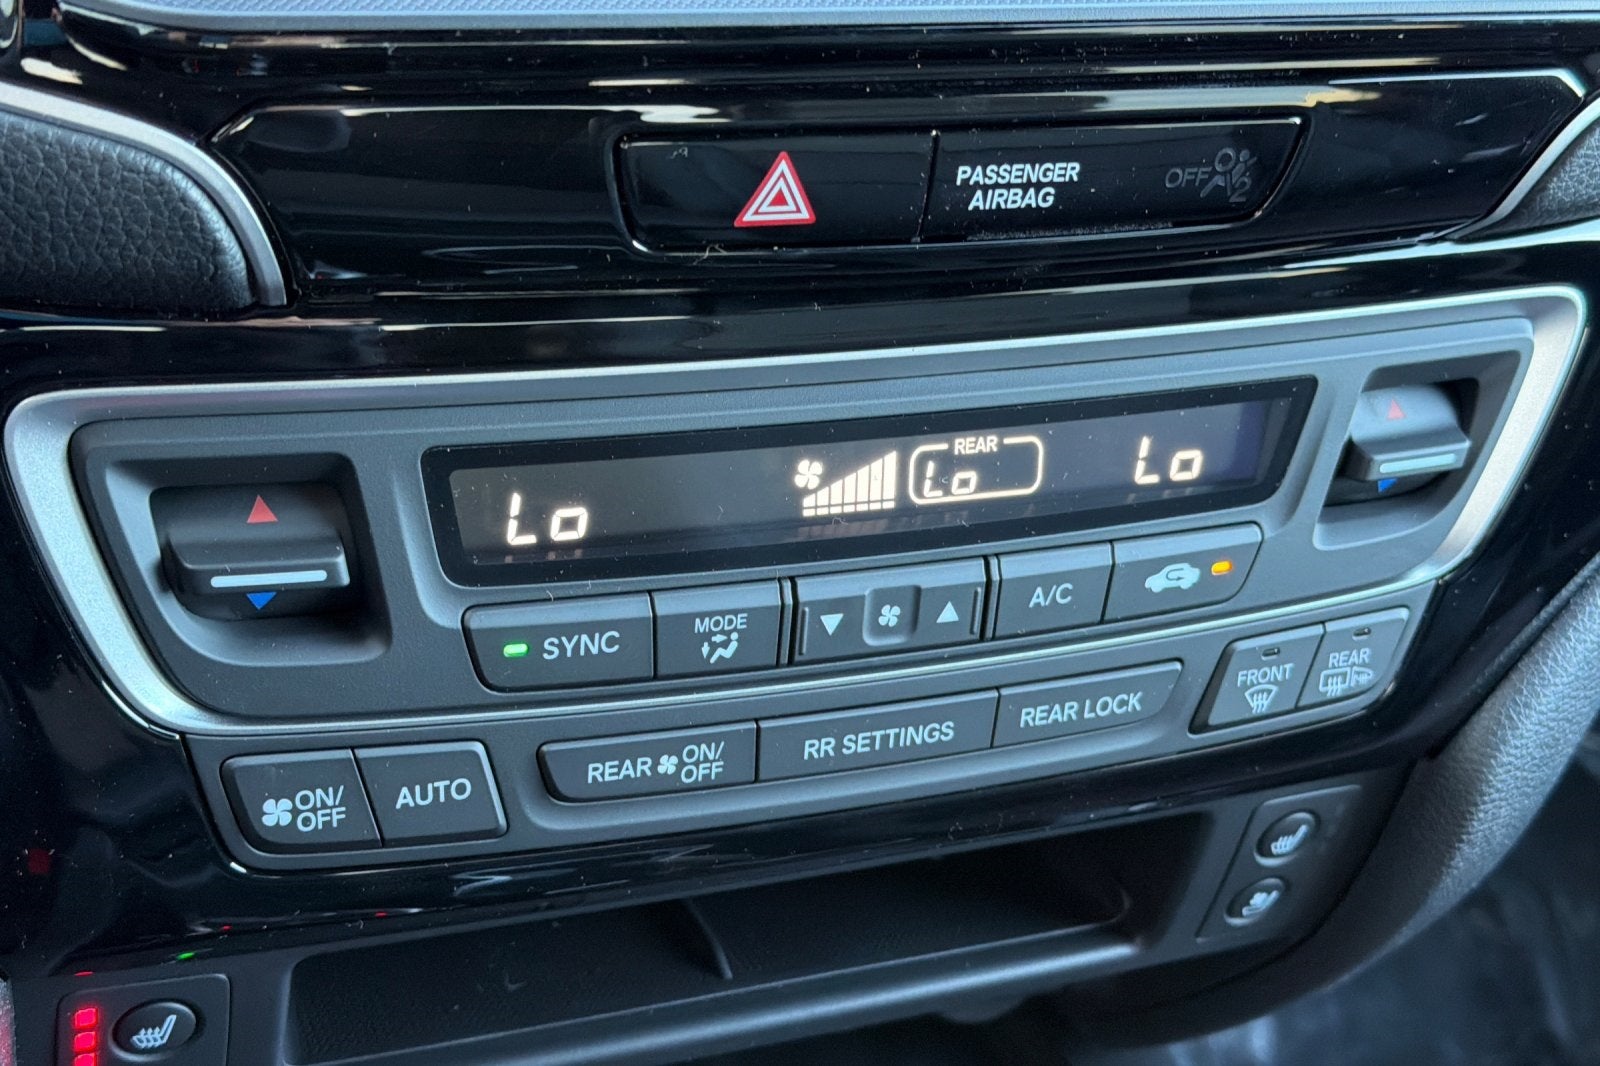 PASSENGER
AIRBAG
OFF
2
REAR
Lo
Lo
Lo
SYNC
MODE
A/C
FRONT
REAR
ON/
OFF
AUTO
REAR ON/
OFF
RR SETTINGS
REAR LOCK